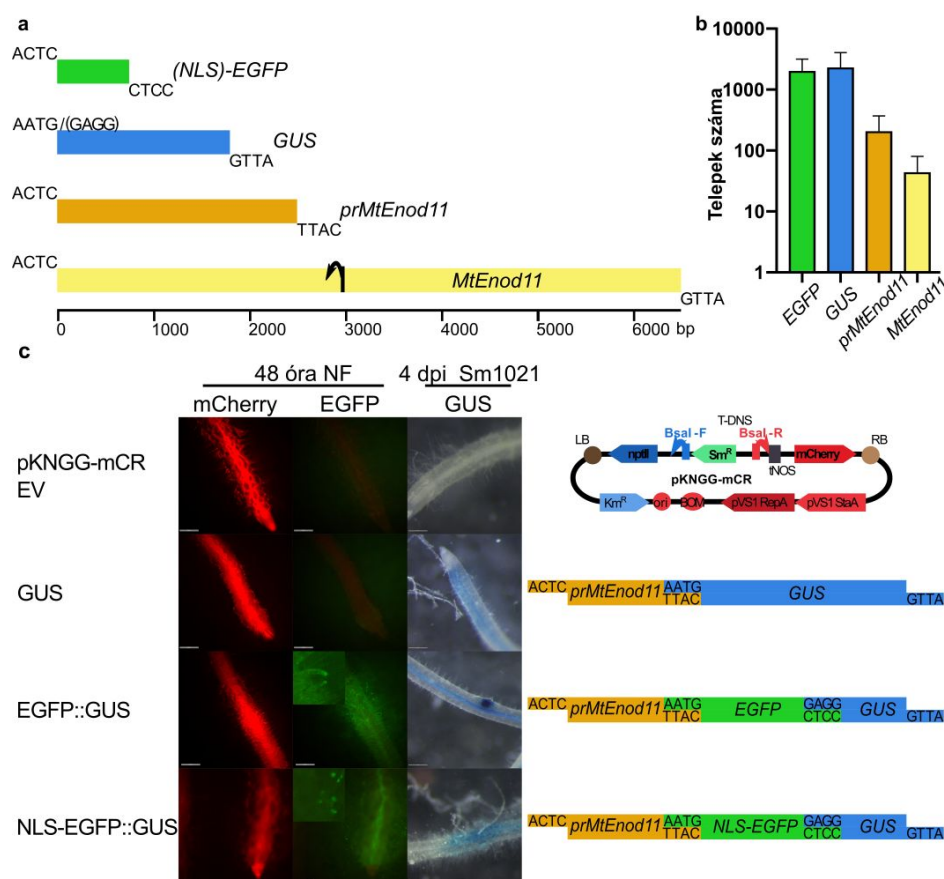 a
ACTC
(NLS)-EGFP
CTCC
AATG/(GAGG)
GUS
GTTA
ACTC
prMtEnod11
TTAC
ACTC
MtEnod11
GTTA
0 1000 2000 3000 4000 5000 6000 bp
b
Telepek száma
10000
1000
100
10
1
EGFP GUS prMtEnod11 MtEnod11
c
48 óra NF 4 dpi Sm1021
mCherry EGFP GUS
pKNGG-mCR
EV
GUS
EGFP::GUS
NLS-EGFP::GUS
T-DNS
LB BsaI-F BsaI-R RB
nptII SmR tNOS mCherry
pKNGG-mCR
KmR ori BOM pVS1 RepA pVS1 StaA
ACTC prMtEnod11 AATG GUS
TTAC GTTA
ACTC prMtEnod11 AATG EGFP GAGG GUS
TTAC CTCC GTTA
ACTC prMtEnod11 AATG NLS-EGFP GAGG GUS
TTAC CTCC GTTA